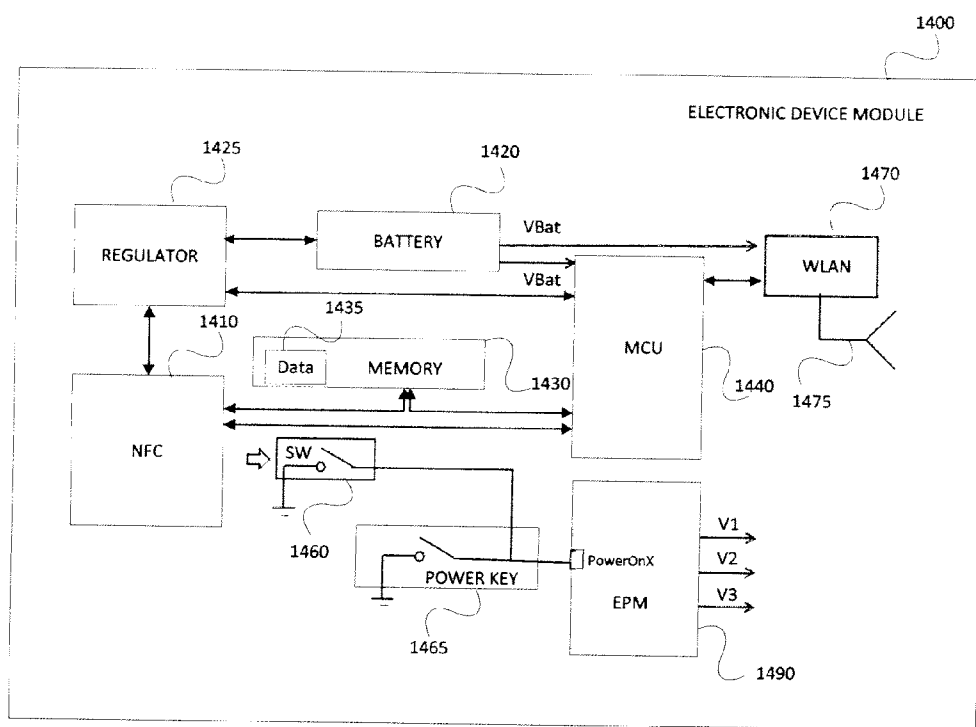 1400
ELECTRONIC DEVICE MODULE
1425
1420
1470
REGULATOR
BATTERY
VBat
WLAN
VBat
1410
1435
Data
MEMORY
1430
MCU
1440
1475
NFC
SW
1460
POWER KEY
1465
PowerOnX
EPM
V1
V2
V3
1490